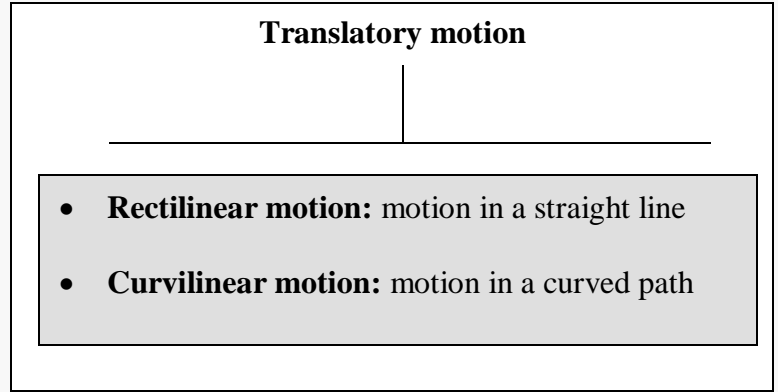 Translatory motion
• Rectilinear motion: motion in a straight line
• Curvilinear motion: motion in a curved path